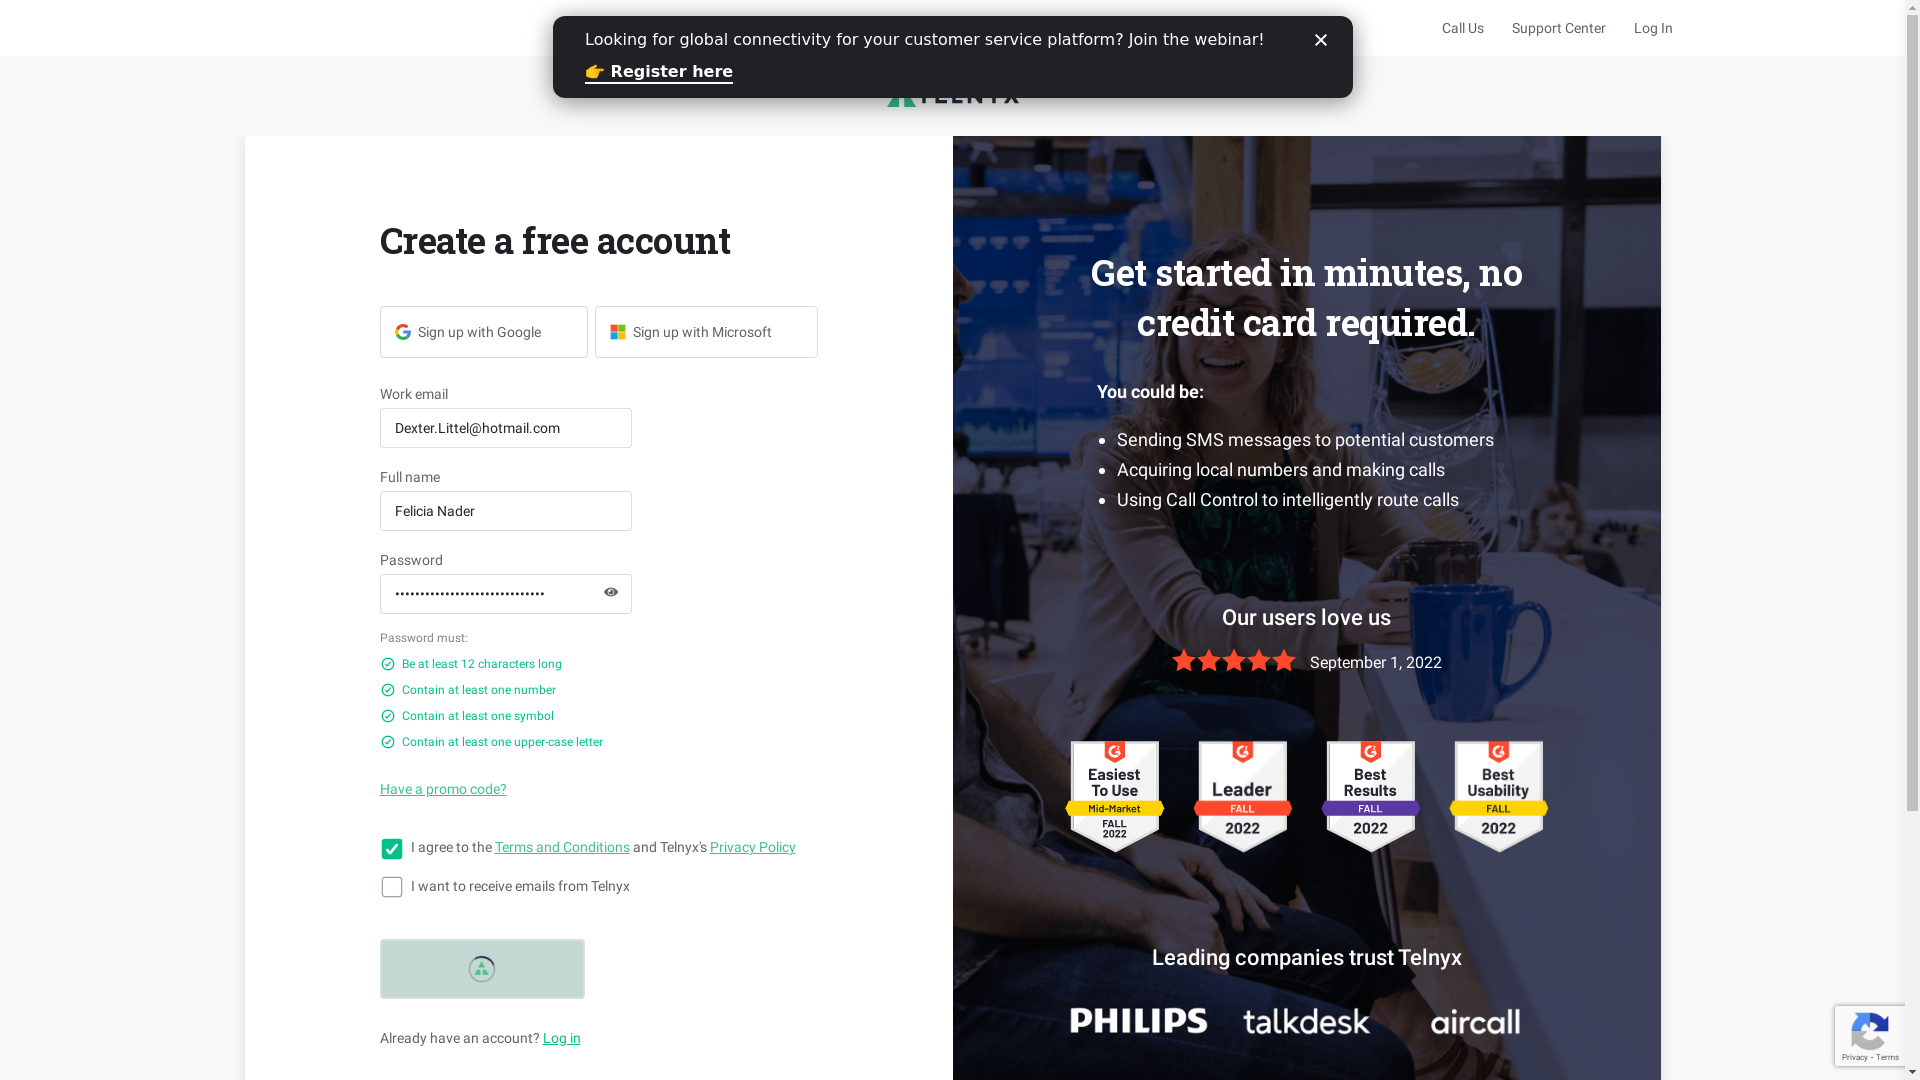 Call Us
Support Center
Log In
Looking for global connectivity for your customer service platform? Join the webinar!
👉 Register here
TELNYX
Create a free account
Sign up with Google
Sign up with Microsoft
Work email
Dexter.Littel@hotmail.com
Full name
Felicia Nader
Password
••••••••••••••••••••••••••••••
Password must:
Be at least 12 characters long
Contain at least one number
Contain at least one symbol
Contain at least one upper-case letter
Have a promo code?
I agree to the Terms and Conditions and Telnyx's Privacy Policy
I want to receive emails from Telnyx
Already have an account? Log in
Get started in minutes, no
credit card required.
You could be:
Sending SMS messages to potential customers
Acquiring local numbers and making calls
Using Call Control to intelligently route calls
Our users love us
September 1, 2022
Easiest
To Use
Mid-Market
FALL
2022
Leader
FALL
2022
Best
Results
FALL
2022
Best
Usability
FALL
2022
Leading companies trust Telnyx
PHILIPS
talkdesk
aircall
Privacy - Terms